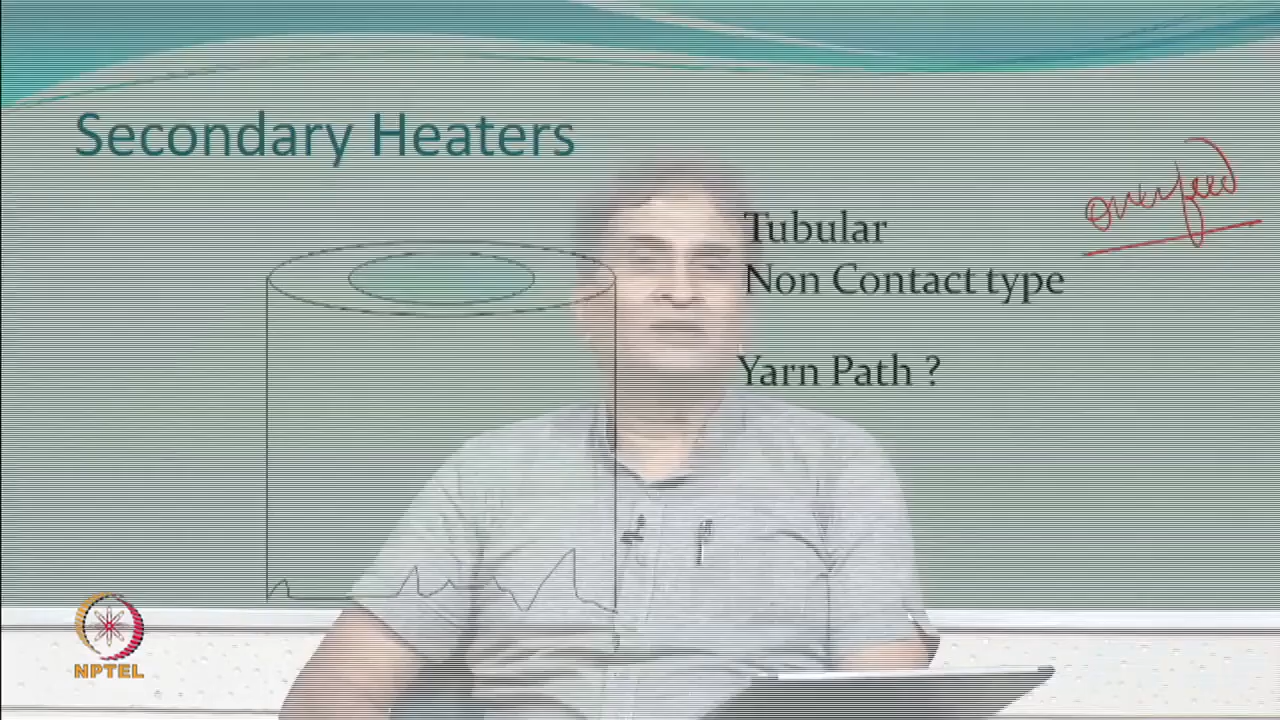 Secondary Heaters
overfeed
Tubular
Non Contact type
Yarn Path ?
NPTEL